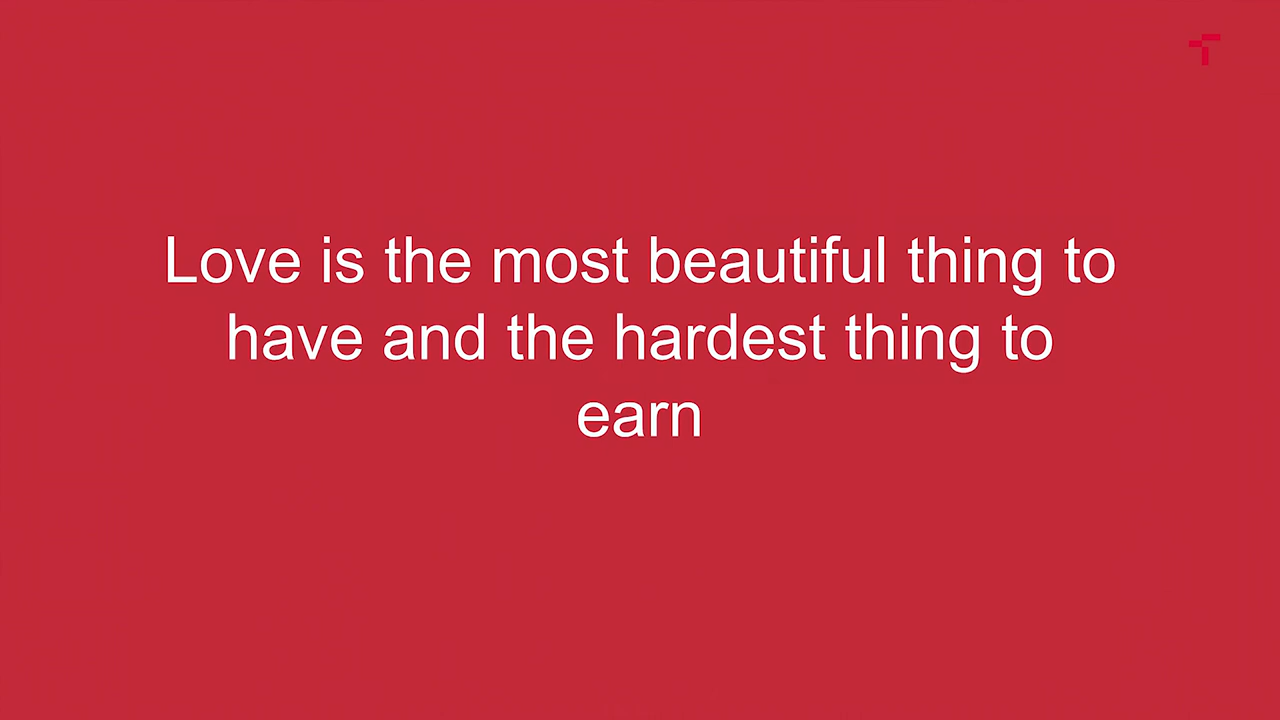 Love is the most beautiful thing to
have and the hardest thing to
earn